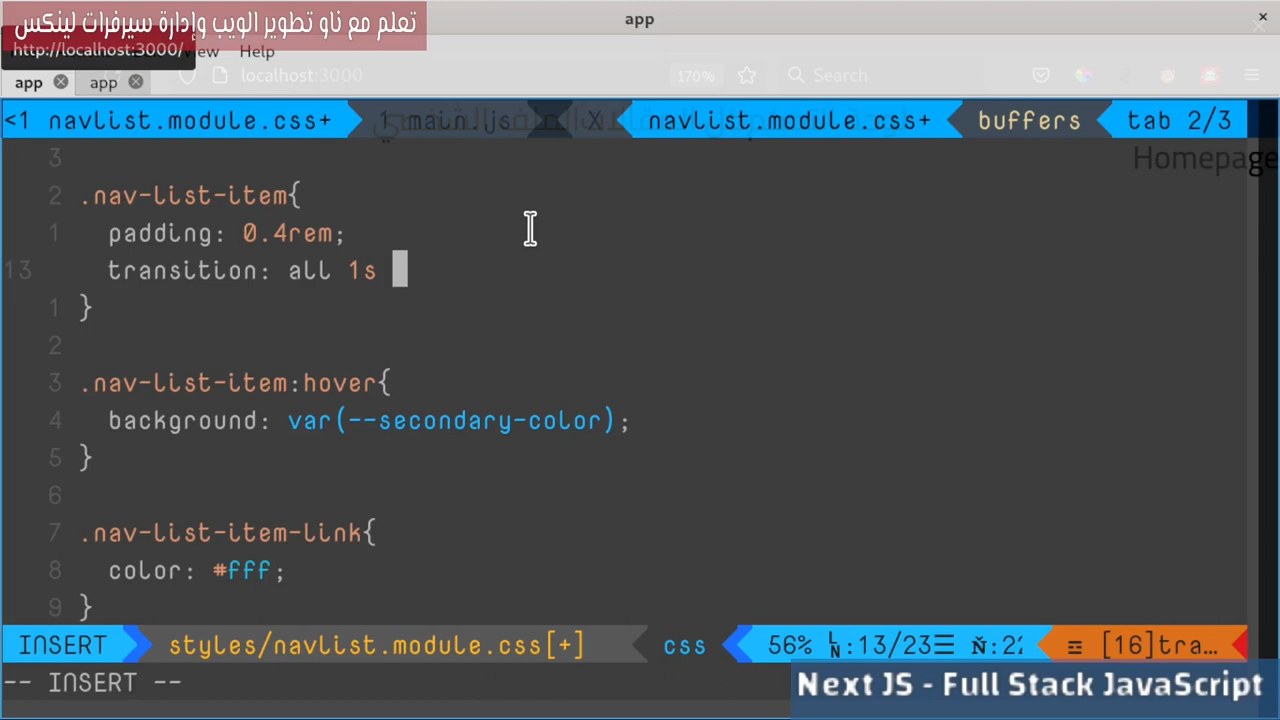 تعلم مع ناو تطوير الويب وإدارة سيرفرات لينكس
app
http://localhost:3000/
View Help
app app
localhost:3000 170% Search
<1 navlist.module.css+ 1 main.js X navlist.module.css+ buffers tab 2/3
Homepage
3
2 .nav-list-item{
1 padding: 0.4rem;
13 transition: all 1s
1 }
2
3 .nav-list-item:hover{
4 background: var(--secondary-color);
5 }
6
7 .nav-list-item-link{
8 color: #fff;
9 }
INSERT styles/navlist.module.css[+] css 56% :13/23☰ :22 ☲ [16]tra…
-- INSERT --
Next JS - Full Stack JavaScript